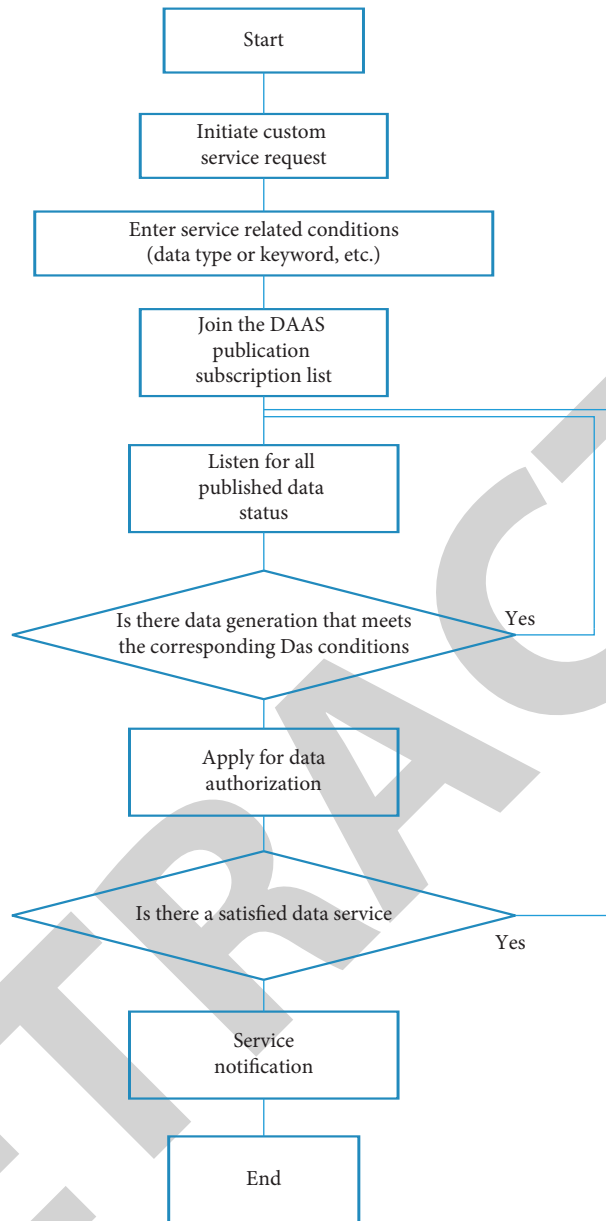 Start
Initiate custom
service request
Enter service related conditions
(data type or keyword, etc.)
Join the DAAS
publication
subscription list
Listen for all
published data
status
Is there data generation that meets
the corresponding Das conditions
Yes
Apply for data
authorization
Is there a satisfied data service
Yes
Service
notification
End